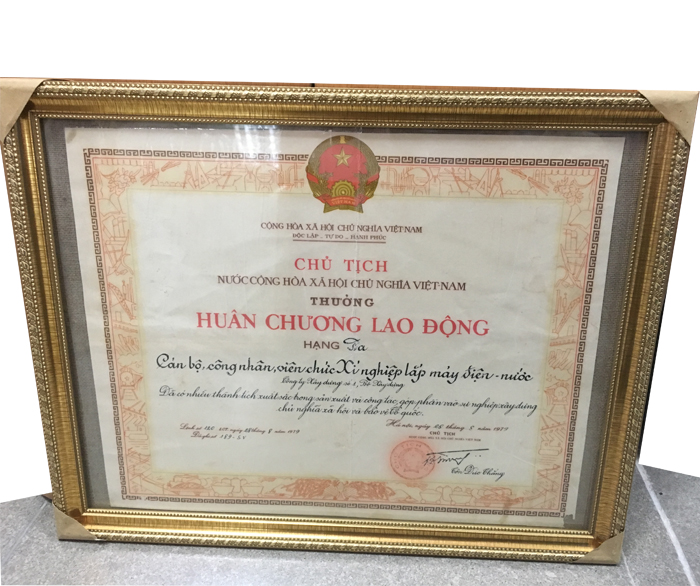 CỘNG HÒA XÃ HỘI CHỦ NGHĨA VIỆT-NAM
ĐỘC LẬP - TỰ DO - HẠNH PHÚC
CHỦ TỊCH
NƯỚC CỘNG HÒA XÃ HỘI CHỦ NGHĨA VIỆT-NAM
THƯỞNG
HUÂN CHƯƠNG LAO ĐỘNG
HẠNG Ba
Cán bộ, công nhân, viên chức Xí nghiệp lắp máy điện - nước
Công ty Xây dựng số 1, Bộ Xây dựng
Đã có nhiều thành tích xuất sắc trong sản xuất và công tác, góp phần vào sự nghiệp xây dựng
chủ nghĩa xã hội và bảo vệ tổ quốc.
Hà-nội, ngày 05 tháng 8 năm 1979
CHỦ TỊCH
Tôn Đức Thắng